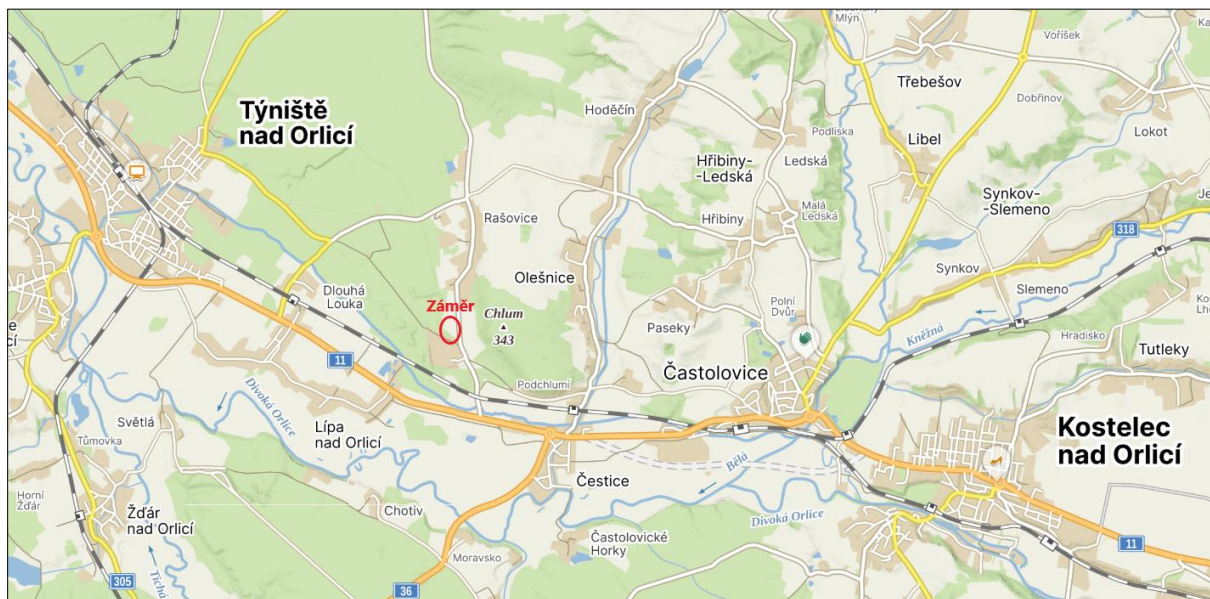 Mlýn
Voříšek
Třebešov
Týniště
nad Orlicí
Hoděčín
Dobřinov
Podliska
Lokot
Libel
Hřibiny-
-Ledská
Ledská
Synkov-
-Slemeno
Rašovice
Hřibiny
Malá
Ledská
318
Olešnice
Synkov
Dlouhá
Louka
Slemeno
Záměr
Chlum
343
Paseky
Polní
Dvůr
Kněžná
Hradisko
Tutleky
11
Častolovice
Podchlumí
Divoká Orlice
Světlá
Tůmovka
Lípa
nad Orlicí
Kostelec
nad Orlicí
Bělá
Čestice
Horní
Žďár
Žďár
nad Orlicí
Chotiv
Divoká Orlice
Častolovické
Horky
11
Moravsko
305
Tichá
36